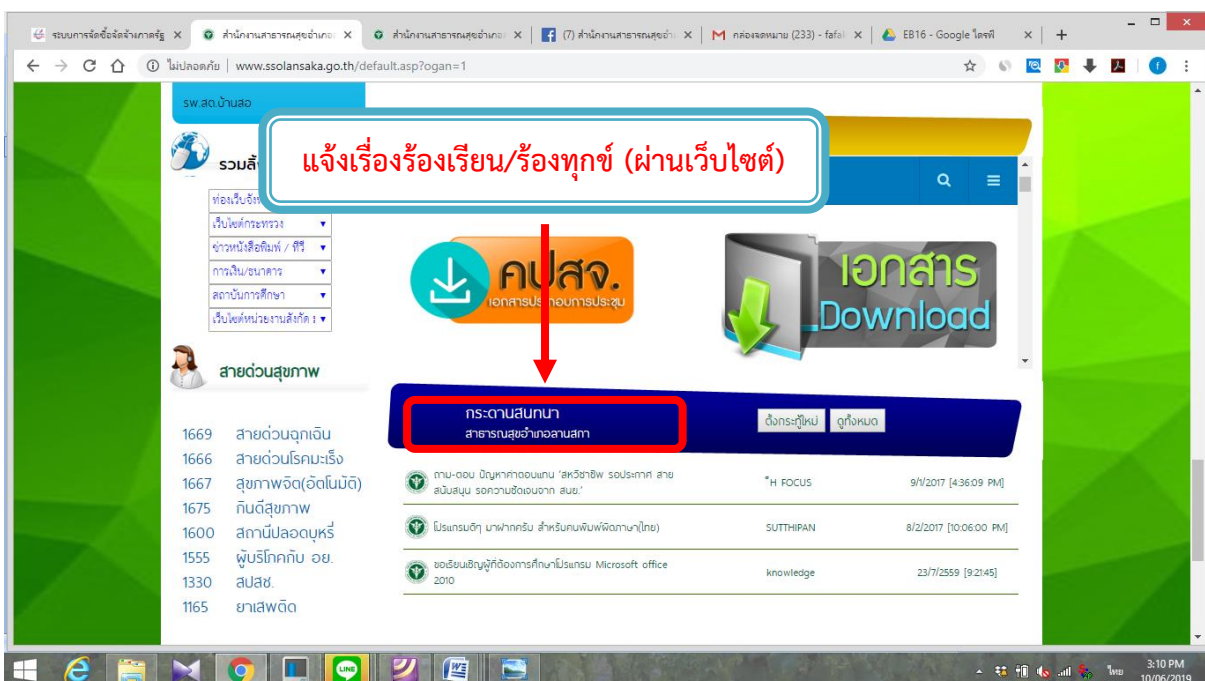 ระบบการจัดซื้อจัดจ้างภาครัฐ
สำนักงานสาธารณสุขอำเภอ
สำนักงานสาธารณสุขอำเภอ
(7) สำนักงานสาธารณสุขอำเ
กล่องจดหมาย (233) - fafai
EB16 - Google ไดรฟ์
ไม่ปลอดภัย | www.ssolansaka.go.th/default.asp?ogan=1
รพ.สต.บ้านสอ
แจ้งเรื่องร้องเรียน/ร้องทุกข์ (ผ่านเว็บไซต์)
รวมลิ้
ท่องเว็บจัง
เว็บไซต์กระทรวง
ข่าวหนังสือพิมพ์ / ทีวี
การเงิน/ธนาคาร
สถาบันการศึกษา
เว็บไซต์หน่วยงานสังกัด
คปสจ.
เอกสารประกอบการประชุม
เอกสาร
Download
สายด่วนสุขภาพ
1669 สายด่วนฉุกเฉิน
1666 สายด่วนโรคมะเร็ง
1667 สุขภาพจิต(อัตโนมัติ)
1675 กินดีสุขภาพ
1600 สถานีปลอดบุหรี่
1555 ผู้บริโภคกับ อย.
1330 สปสช.
1165 ยาเสพติด
กระดานสนทนา
สาธารณสุขอำเภอลานสกา
ตั้งกระทู้ใหม่ ดูทั้งหมด
ถาม-ตอบ ปัญหาค่าตอบแทน 'สหวิชาชีพ รอประกาศ สาย
สนับสนุน รอความชัดเจนจาก สนย.'
"H FOCUS
9/1/2017 [4:36:09 PM]
โปรแกรมดีๆ มาฝากครับ สำหรับคนพิมพ์ผิดภาษา(ไทย)
SUTTHIPAN
8/2/2017 [10:06:00 PM]
ขอเรียนเชิญผู้ที่ต้องการศึกษาโปรแกรม Microsoft office
2010
knowledge
23/7/2559 [9:21:45]
LINE
ไทย
3:10 PM
10/06/2019